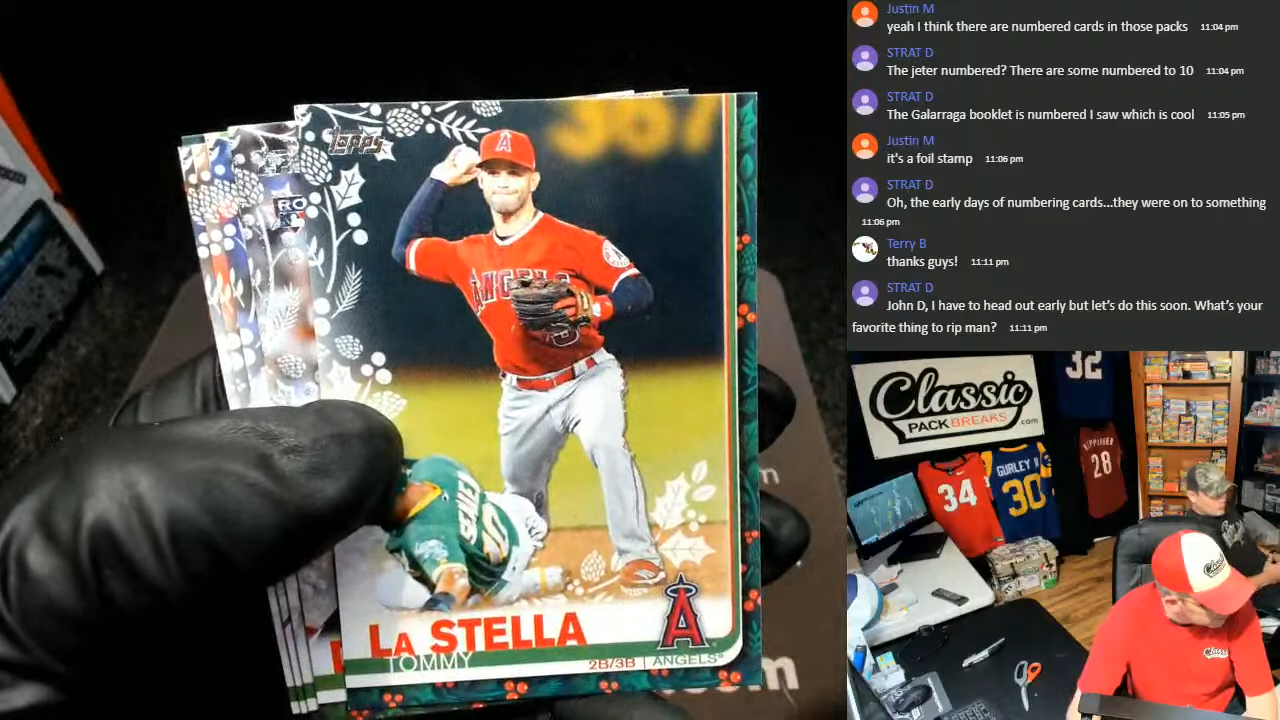 Topps
367
A
ANGELS
RO
LA STELLA
TOMMY
2B/3B | ANGELS
Justin M
yeah I think there are numbered cards in those packs 11:04 pm
STRAT D
The jeter numbered? There are some numbered to 10 11:04 pm
STRAT D
The Galarraga booklet is numbered I saw which is cool 11:05 pm
Justin M
it's a foil stamp 11:06 pm
STRAT D
Oh, the early days of numbering cards...they were on to something
11:06 pm
Terry B
thanks guys! 11:11 pm
STRAT D
John D, I have to head out early but let's do this soon. What's your
favorite thing to rip man? 11:11 pm
Classic
PACK BREAKS.com
32
34
GURLEY II
30
28